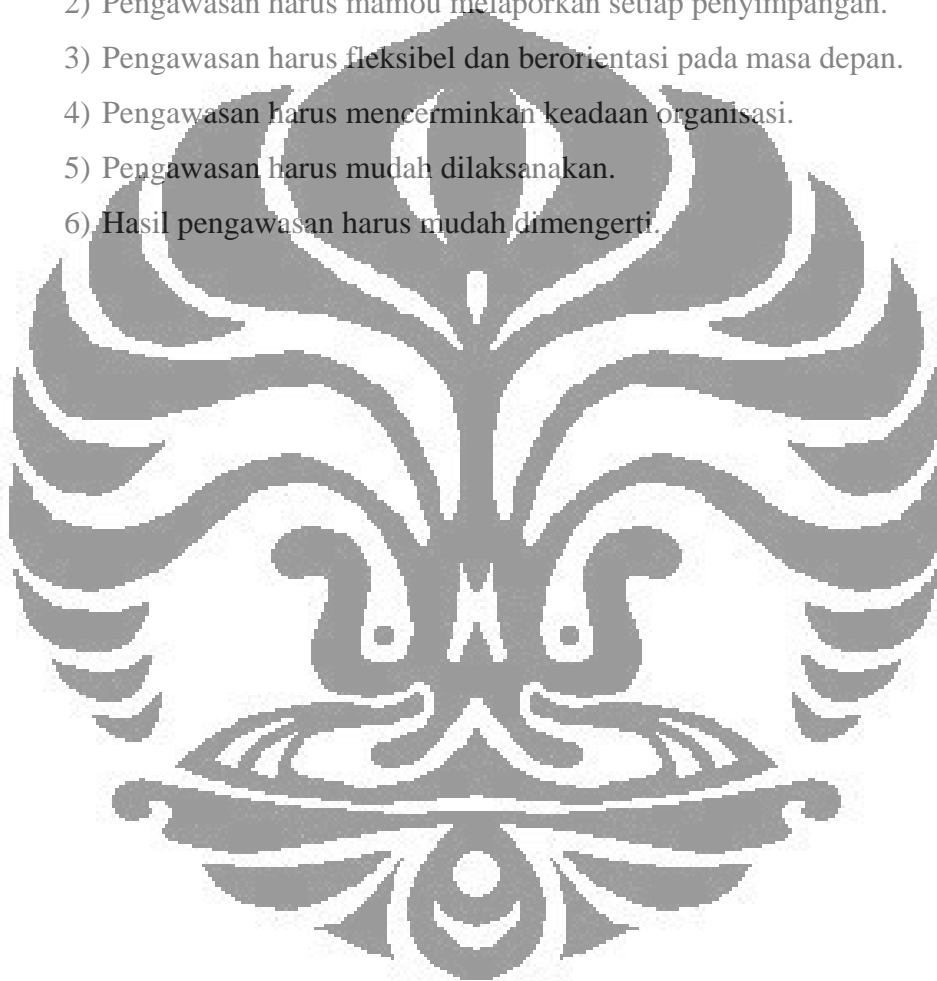 2) Pengawasan harus mamou melaporkan setiap penyimpangan.
3) Pengawasan harus fleksibel dan berorientasi pada masa depan.
4) Pengawasan harus mencerminkan keadaan organisasi.
5) Pengawasan harus mudah dilaksanakan.
6) Hasil pengawasan harus mudah dimengerti.